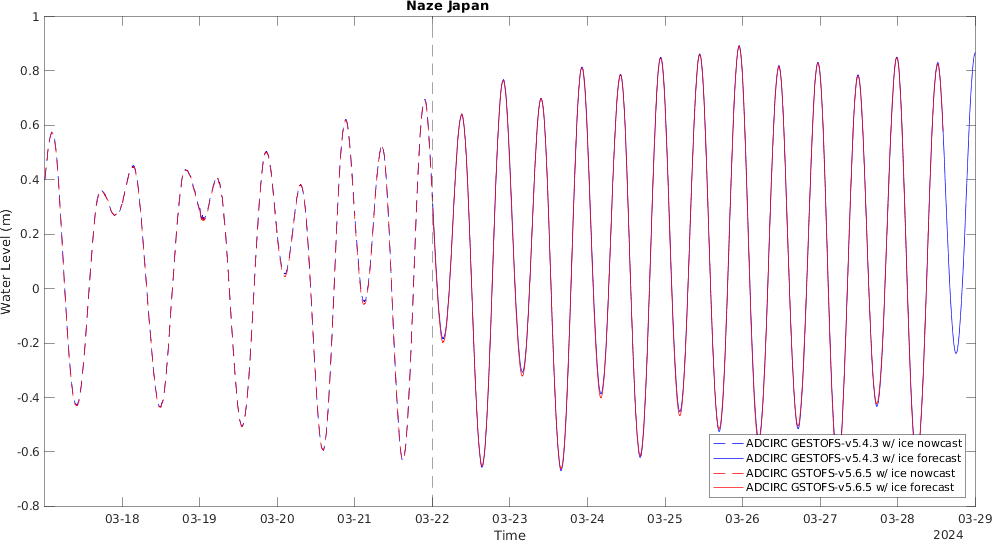 Naze Japan
1
0.8
0.6
0.4
0.2
0
-0.2
-0.4
-0.6
-0.8
Water Level (m)
ADCIRC GESTOFS-v5.4.3 w/ ice nowcast
ADCIRC GESTOFS-v5.4.3 w/ ice forecast
ADCIRC GSTOFS-v5.6.5 w/ ice nowcast
ADCIRC GSTOFS-v5.6.5 w/ ice forecast
03-18 03-19 03-20 03-21 03-22 03-23 03-24 03-25 03-26 03-27 03-28 03-29
Time
2024